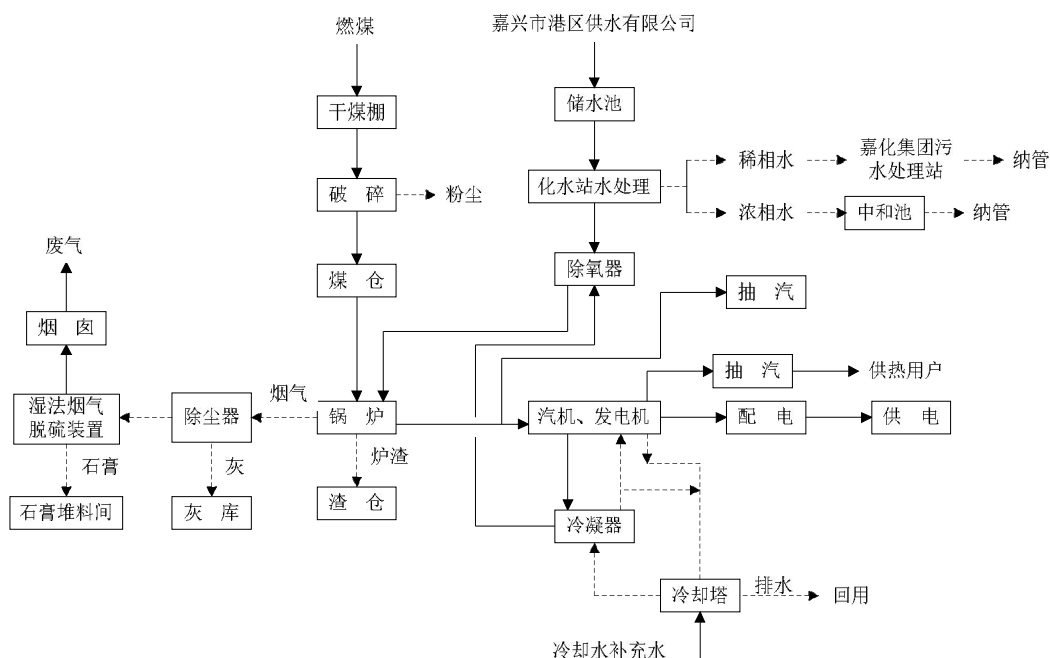 燃煤
嘉兴市港区供水有限公司
干煤棚
储水池
破 碎
粉尘
化水站水处理
稀相水
嘉化集团污
水处理站
纳管
浓相水
中和池
纳管
废气
煤 仓
除氧器
抽 汽
烟 囱
抽 汽
供热用户
湿法烟气
脱硫装置
除尘器
烟气
锅 炉
汽机、发电机
配 电
供 电
石膏
灰
炉渣
石膏堆料间
灰 库
渣 仓
冷凝器
冷却塔
排水
回用
冷却水补充水